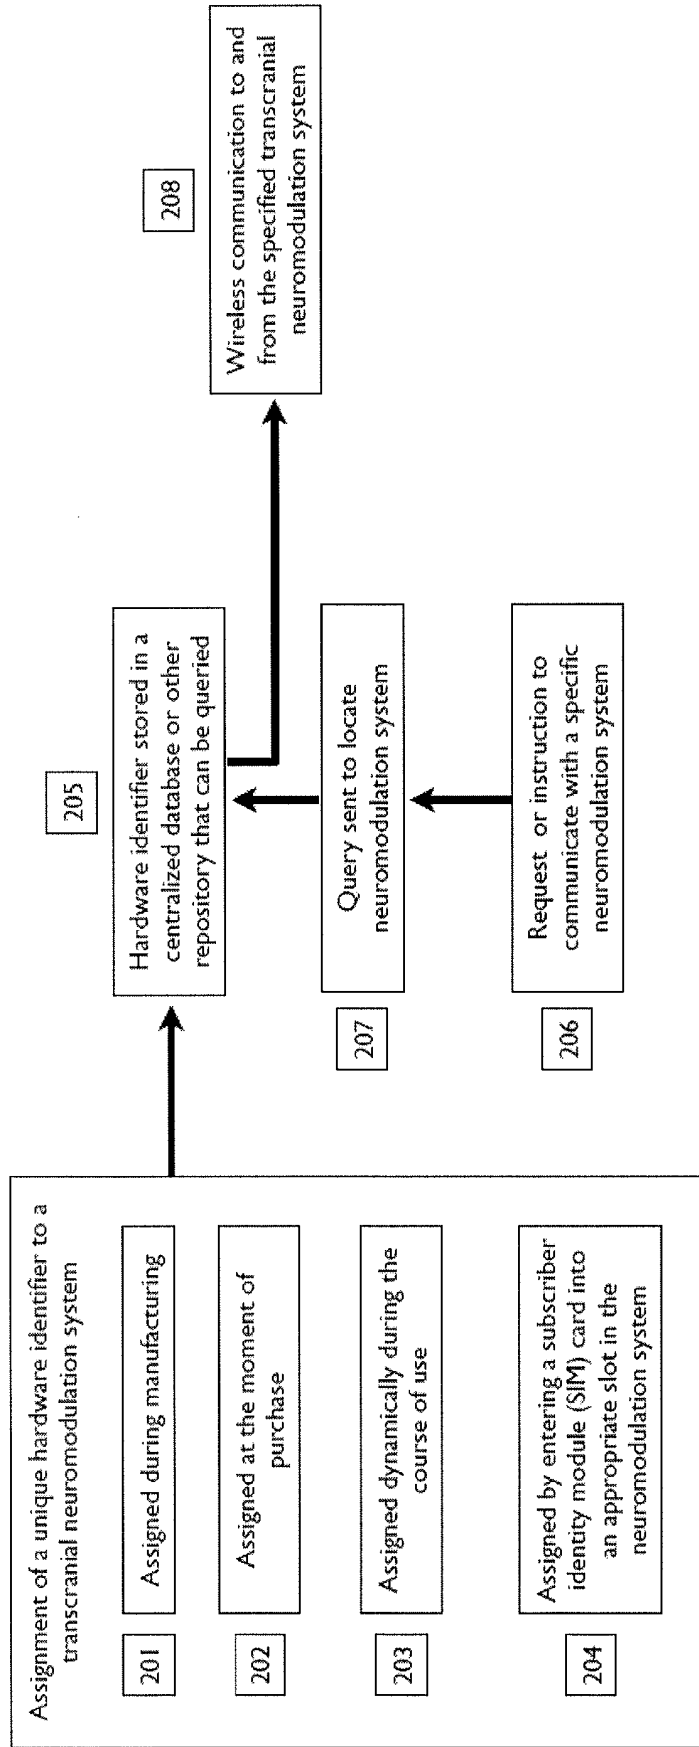 Assignment of a unique hardware identifier to a
transcranial neuromodulation system
201
Assigned during manufacturing
202
Assigned at the moment of
purchase
203
Assigned dynamically during the
course of use
204
Assigned by entering a subscriber
identity module (SIM) card into
an appropriate slot in the
neuromodulation system
205
Hardware identifier stored in a
centralized database or other
repository that can be queried
207
Query sent to locate
neuromodulation system
206
Request or instruction to
communicate with a specific
neuromodulation system
208
Wireless communication to and
from the specified transcranial
neuromodulation system